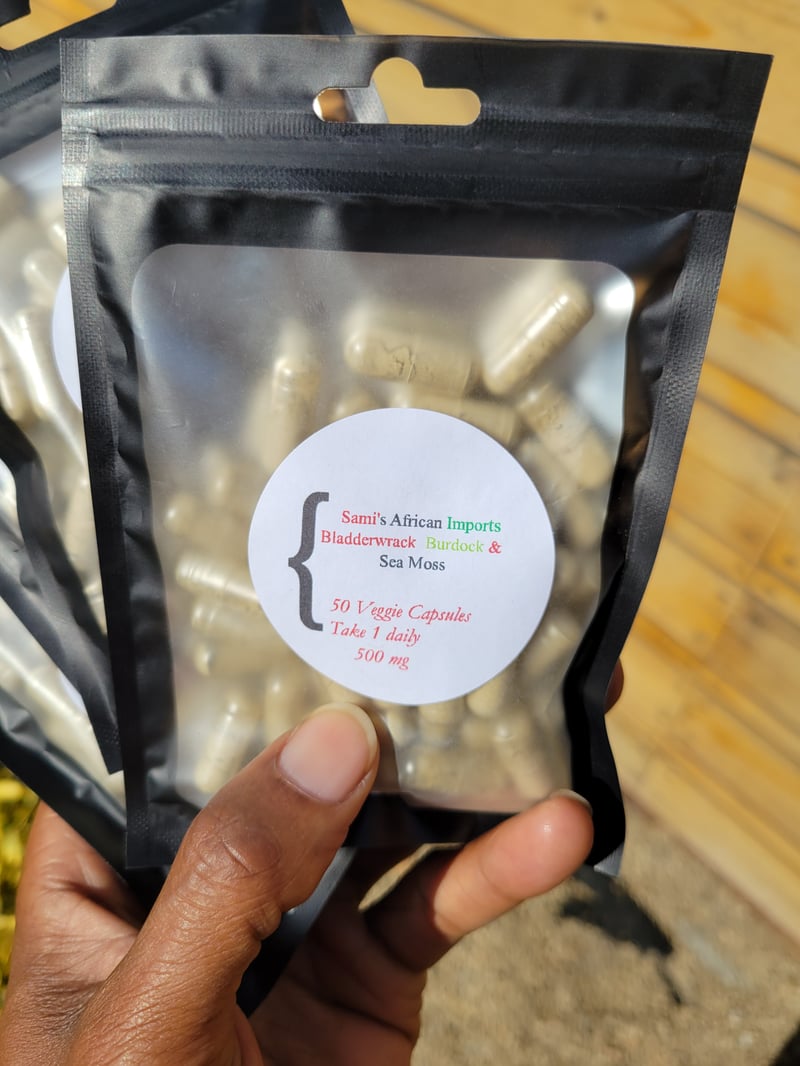 Sami's African Imports
Bladderwrack Burdock &
Sea Moss
50 Veggie Capsules
Take 1 daily
500 mg